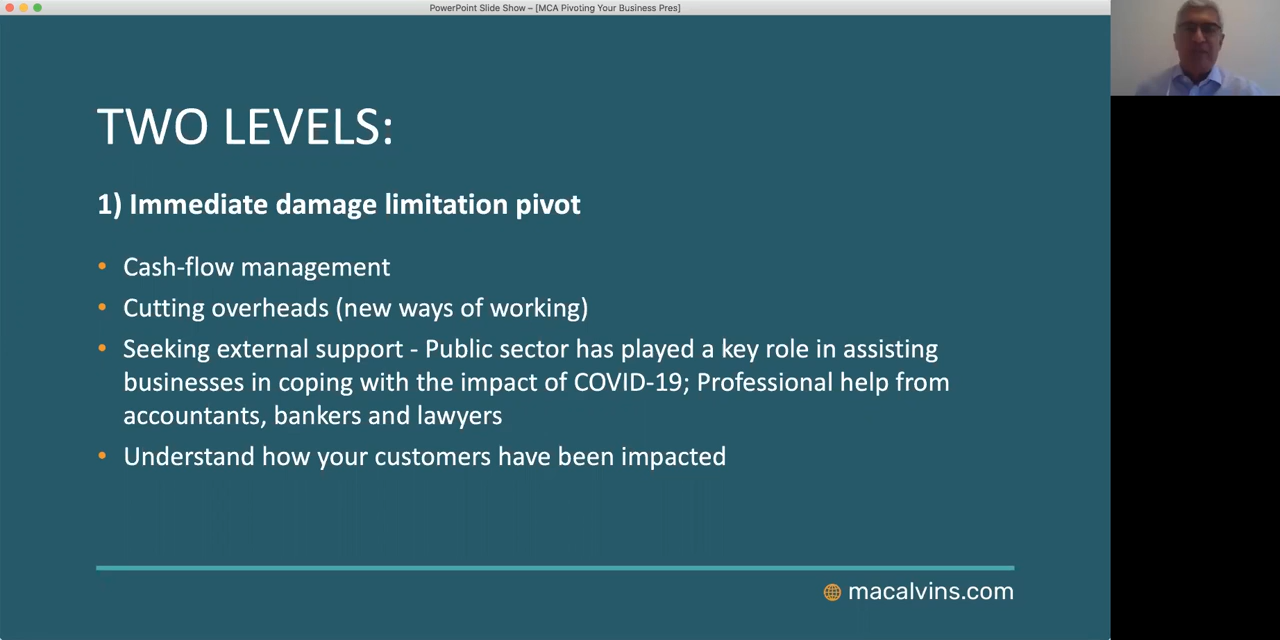 PowerPoint Slide Show – [MCA Pivoting Your Business Pres]
TWO LEVELS:
1) Immediate damage limitation pivot
• Cash-flow management
• Cutting overheads (new ways of working)
• Seeking external support - Public sector has played a key role in assisting
businesses in coping with the impact of COVID-19; Professional help from
accountants, bankers and lawyers
• Understand how your customers have been impacted
macalvins.com